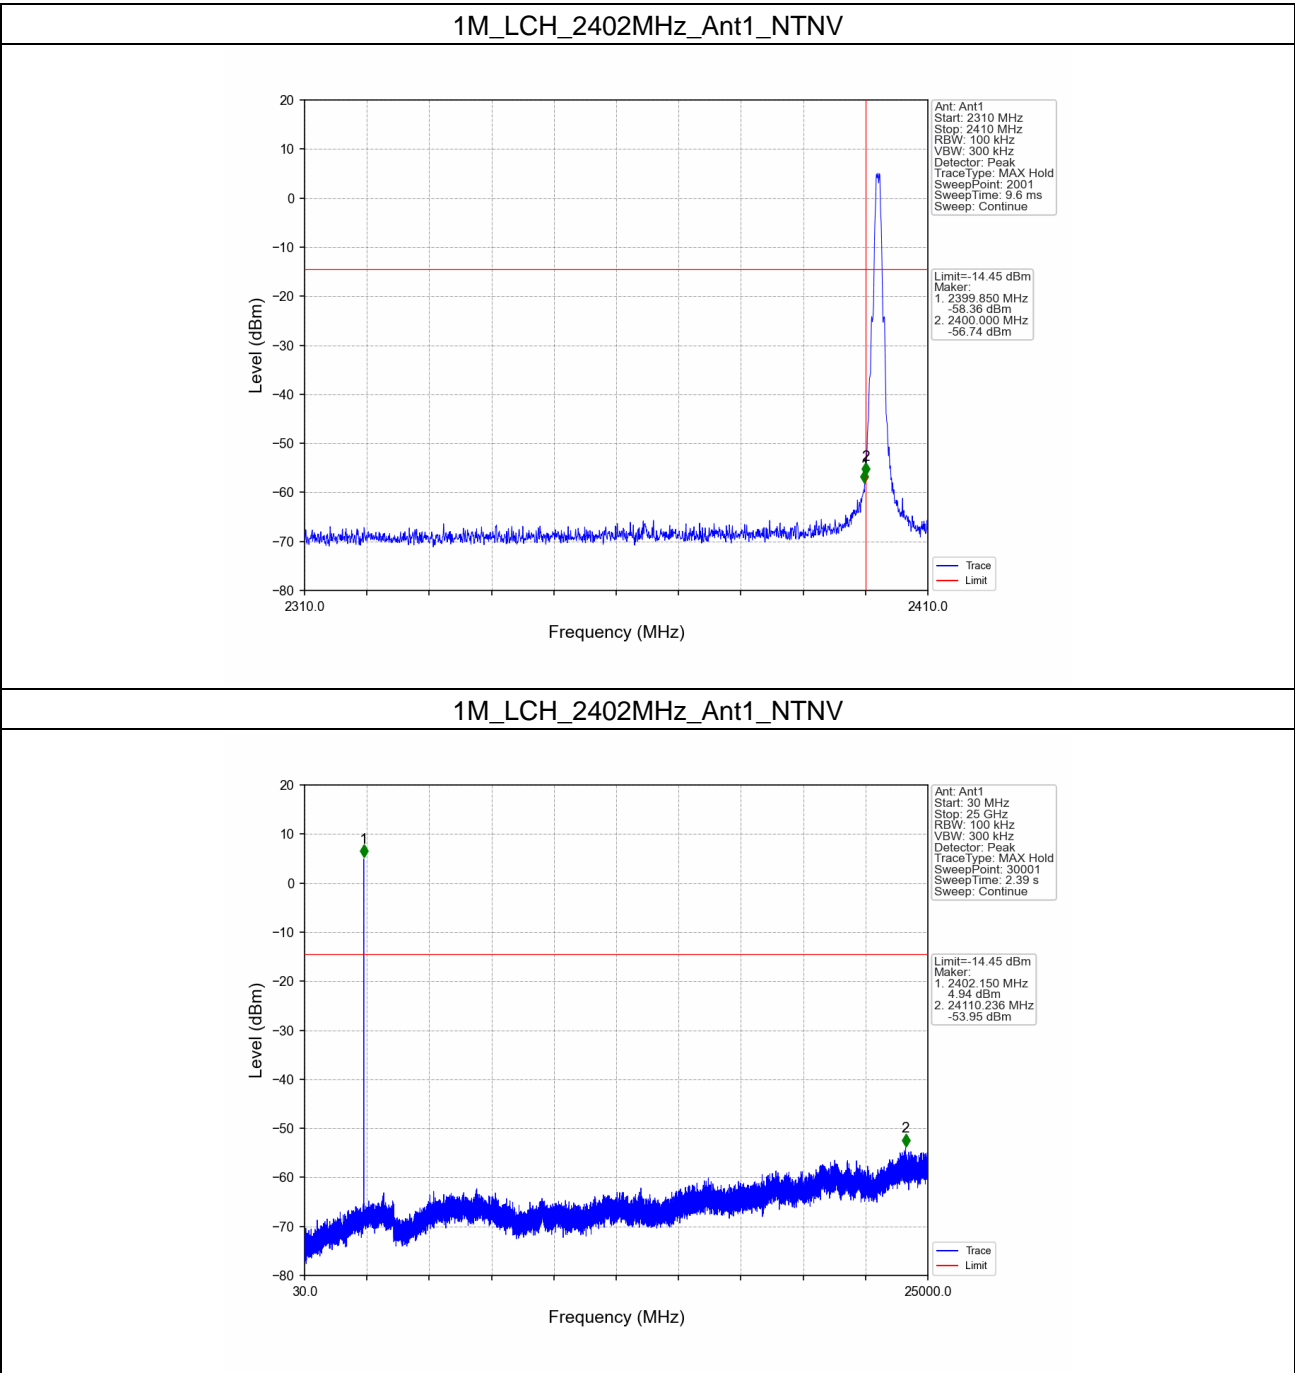 1M_LCH_2402MHz_Ant1_NTNV
20
10
0
−10
−20
−30
−40
−50
−60
−70
−80
Level (dBm)
2310.0
2410.0
Frequency (MHz)
2
Ant: Ant1
Start: 2310 MHz
Stop: 2410 MHz
RBW: 100 kHz
VBW: 300 kHz
Detector: Peak
TraceType: MAX Hold
SweepPoint: 2001
SweepTime: 9.6 ms
Sweep: Continue
Limit=-14.45 dBm
Maker:
1. 2399.850 MHz
-58.36 dBm
2. 2400.000 MHz
-56.74 dBm
Trace
Limit
1M_LCH_2402MHz_Ant1_NTNV
20
10
0
−10
−20
−30
−40
−50
−60
−70
−80
Level (dBm)
30.0
25000.0
Frequency (MHz)
1
2
Ant: Ant1
Start: 30 MHz
Stop: 25 GHz
RBW: 100 kHz
VBW: 300 kHz
Detector: Peak
TraceType: MAX Hold
SweepPoint: 30001
SweepTime: 2.39 s
Sweep: Continue
Limit=-14.45 dBm
Maker:
1. 2402.150 MHz
4.94 dBm
2. 24110.236 MHz
-53.95 dBm
Trace
Limit